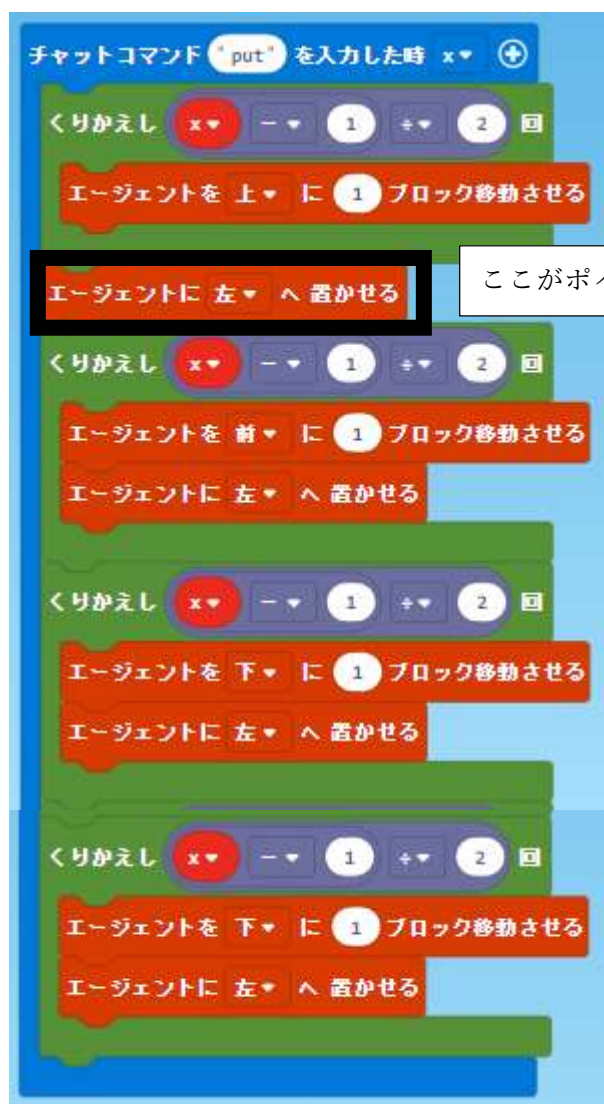 チャットコマンド "put" を入力した時 x
くりかえし x - 1 ÷ 2 回
エージェントを 上 に 1 ブロック移動させる
エージェントに 左 へ 置かせる
ここがポ
くりかえし x - 1 ÷ 2 回
エージェントを 前 に 1 ブロック移動させる
エージェントに 左 へ 置かせる
くりかえし x - 1 ÷ 2 回
エージェントを 下 に 1 ブロック移動させる
エージェントに 左 へ 置かせる
くりかえし x - 1 ÷ 2 回
エージェントを 下 に 1 ブロック移動させる
エージェントに 左 へ 置かせる